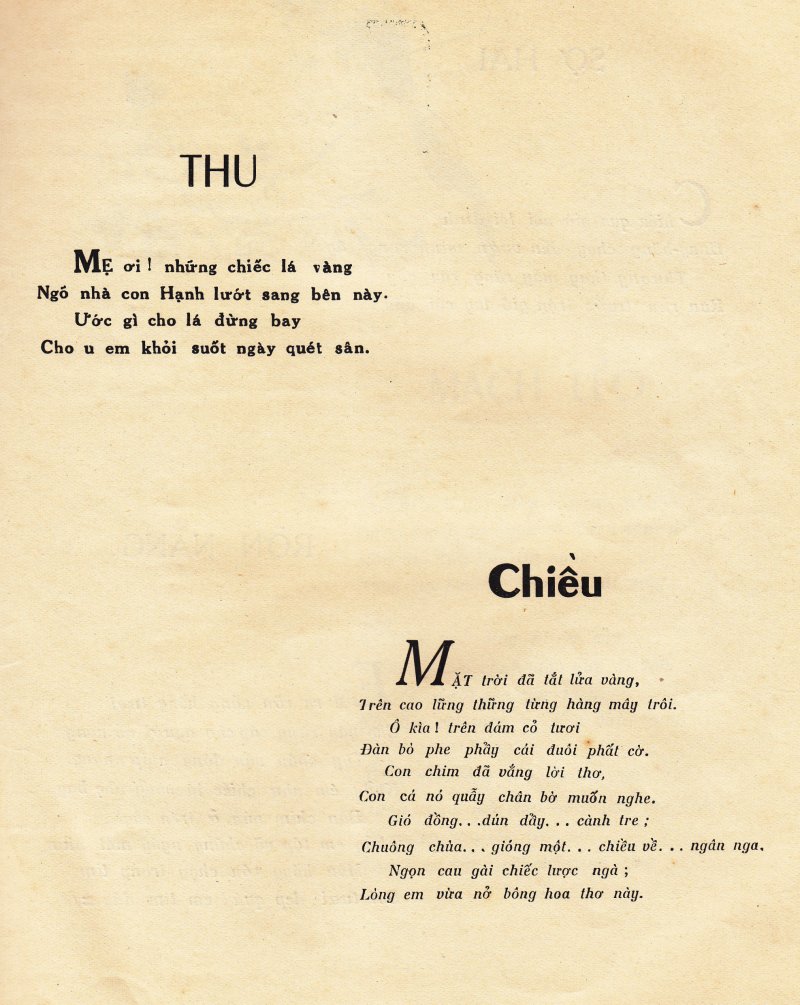 THU
MẸ ơi ! những chiếc lá vàng
Ngó nhà con Hạnh lướt sang bên này.
Ước gì cho lá đừng bay
Cho u em khỏi suốt ngày quét sân.
Chiều
MẶT trời đã tắt lửa vàng,
Trên cao lững thững từng hàng mây trôi.
Ô kìa ! trên đám cỏ tươi
Đàn bò phe phẩy cái đuôi phất cờ.
Con chim đã vắng lời thơ,
Con cá nó quẫy chân bờ muốn nghe.
Gió đồng. . .đún đầy. . . cành tre ;
Chuông chùa. . . gióng một. . . chiều về. . . ngân nga,
Ngọn cau gài chiếc lược ngà ;
Lòng em vừa nở bông hoa thơ này.